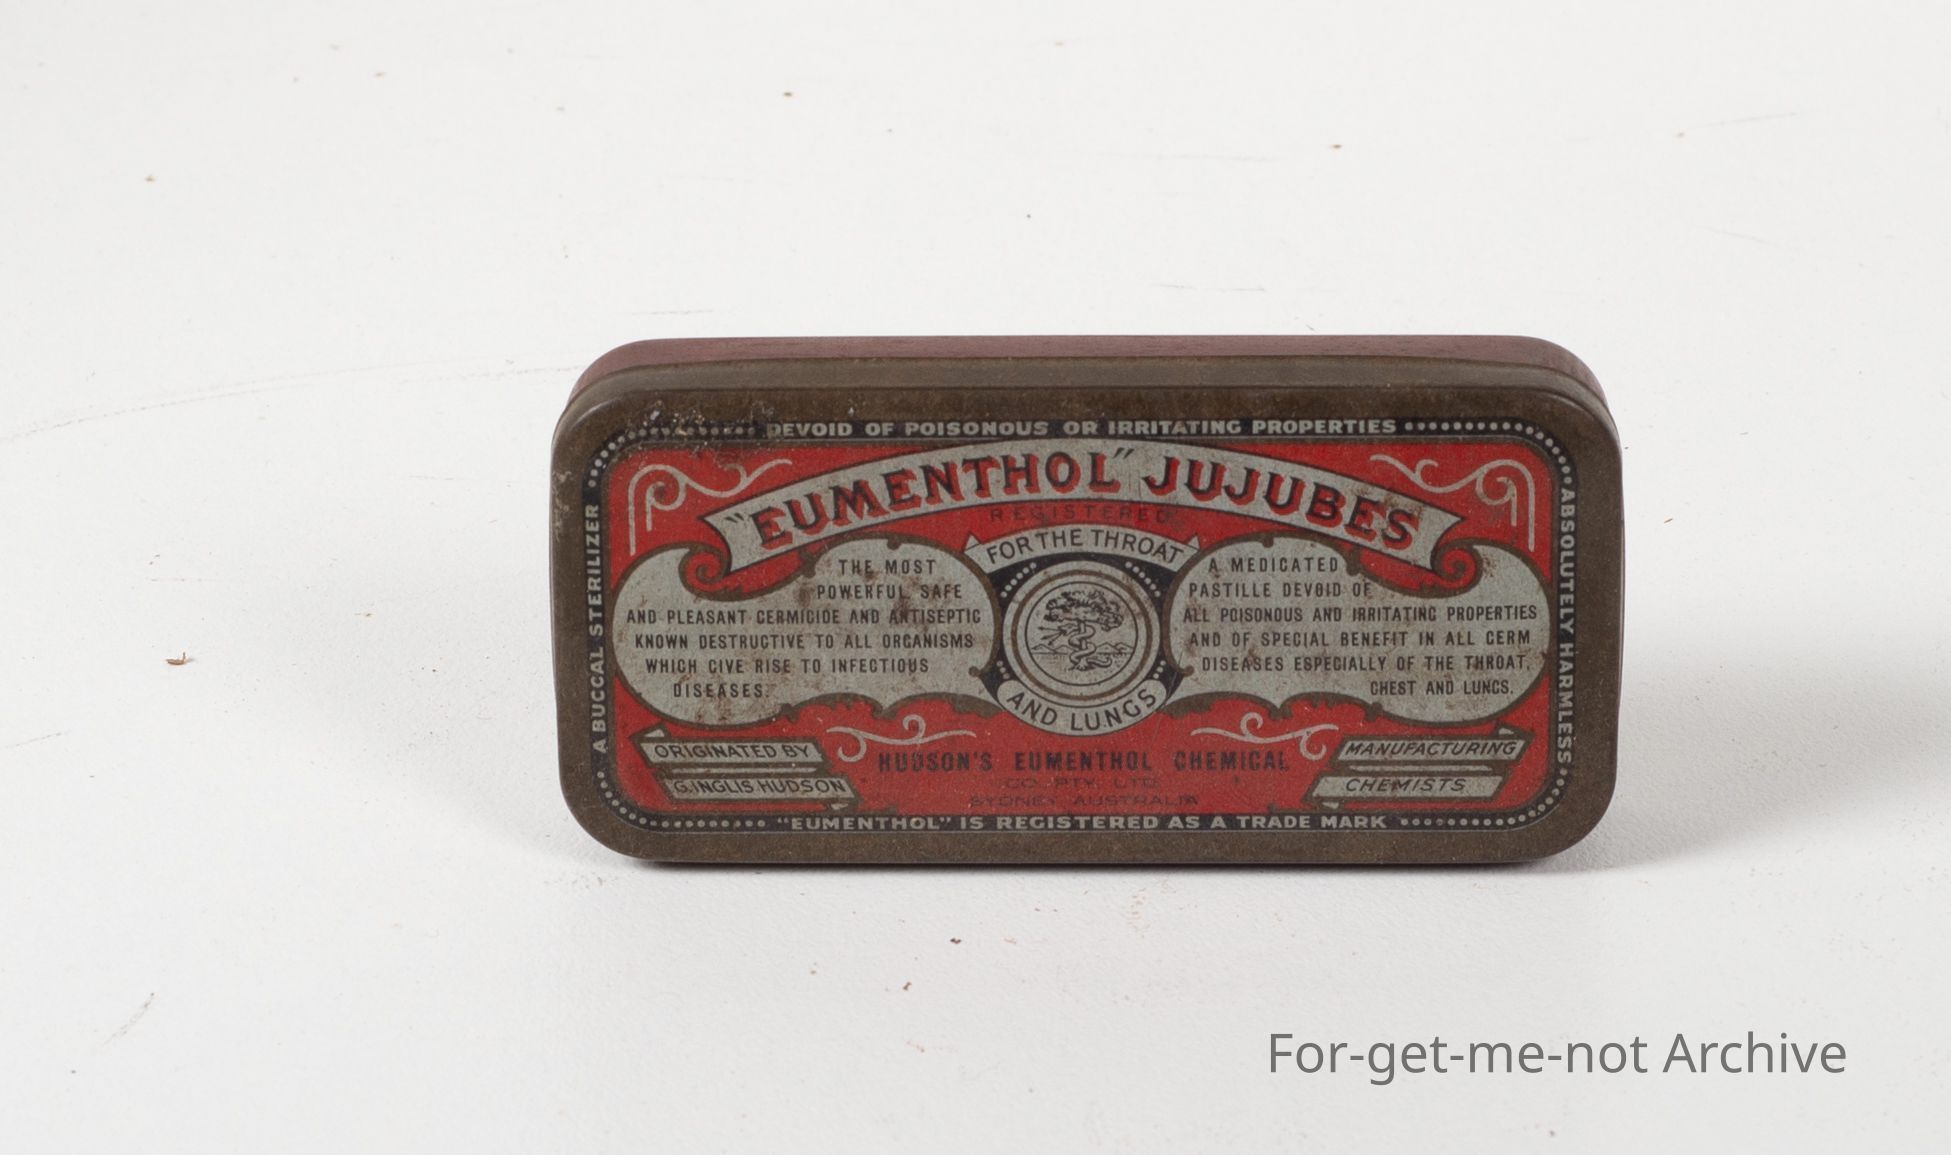 DEVOID OF POISONOUS OR IRRITATING PROPERTIES
A BUCCAL STERILIZER
ABSOLUTELY HARMLESS
"EUMENTHOL" JUJUBES
REGISTERED
FOR THE THROAT
AND LUNGS
THE MOST
POWERFUL SAFE
AND PLEASANT GERMICIDE AND ANTISEPTIC
KNOWN DESTRUCTIVE TO ALL ORGANISMS
WHICH GIVE RISE TO INFECTIOUS
DISEASES.
A MEDICATED
PASTILLE DEVOID OF
ALL POISONOUS AND IRRITATING PROPERTIES
AND OF SPECIAL BENEFIT IN ALL GERM
DISEASES ESPECIALLY OF THE THROAT,
CHEST AND LUNGS.
ORIGINATED BY
G. INGLIS HUDSON
HUDSON'S EUMENTHOL CHEMICAL
CO. PTY. LTD.
SYDNEY, AUSTRALIA
MANUFACTURING
CHEMISTS
"EUMENTHOL" IS REGISTERED AS A TRADE MARK
For-get-me-not Archive